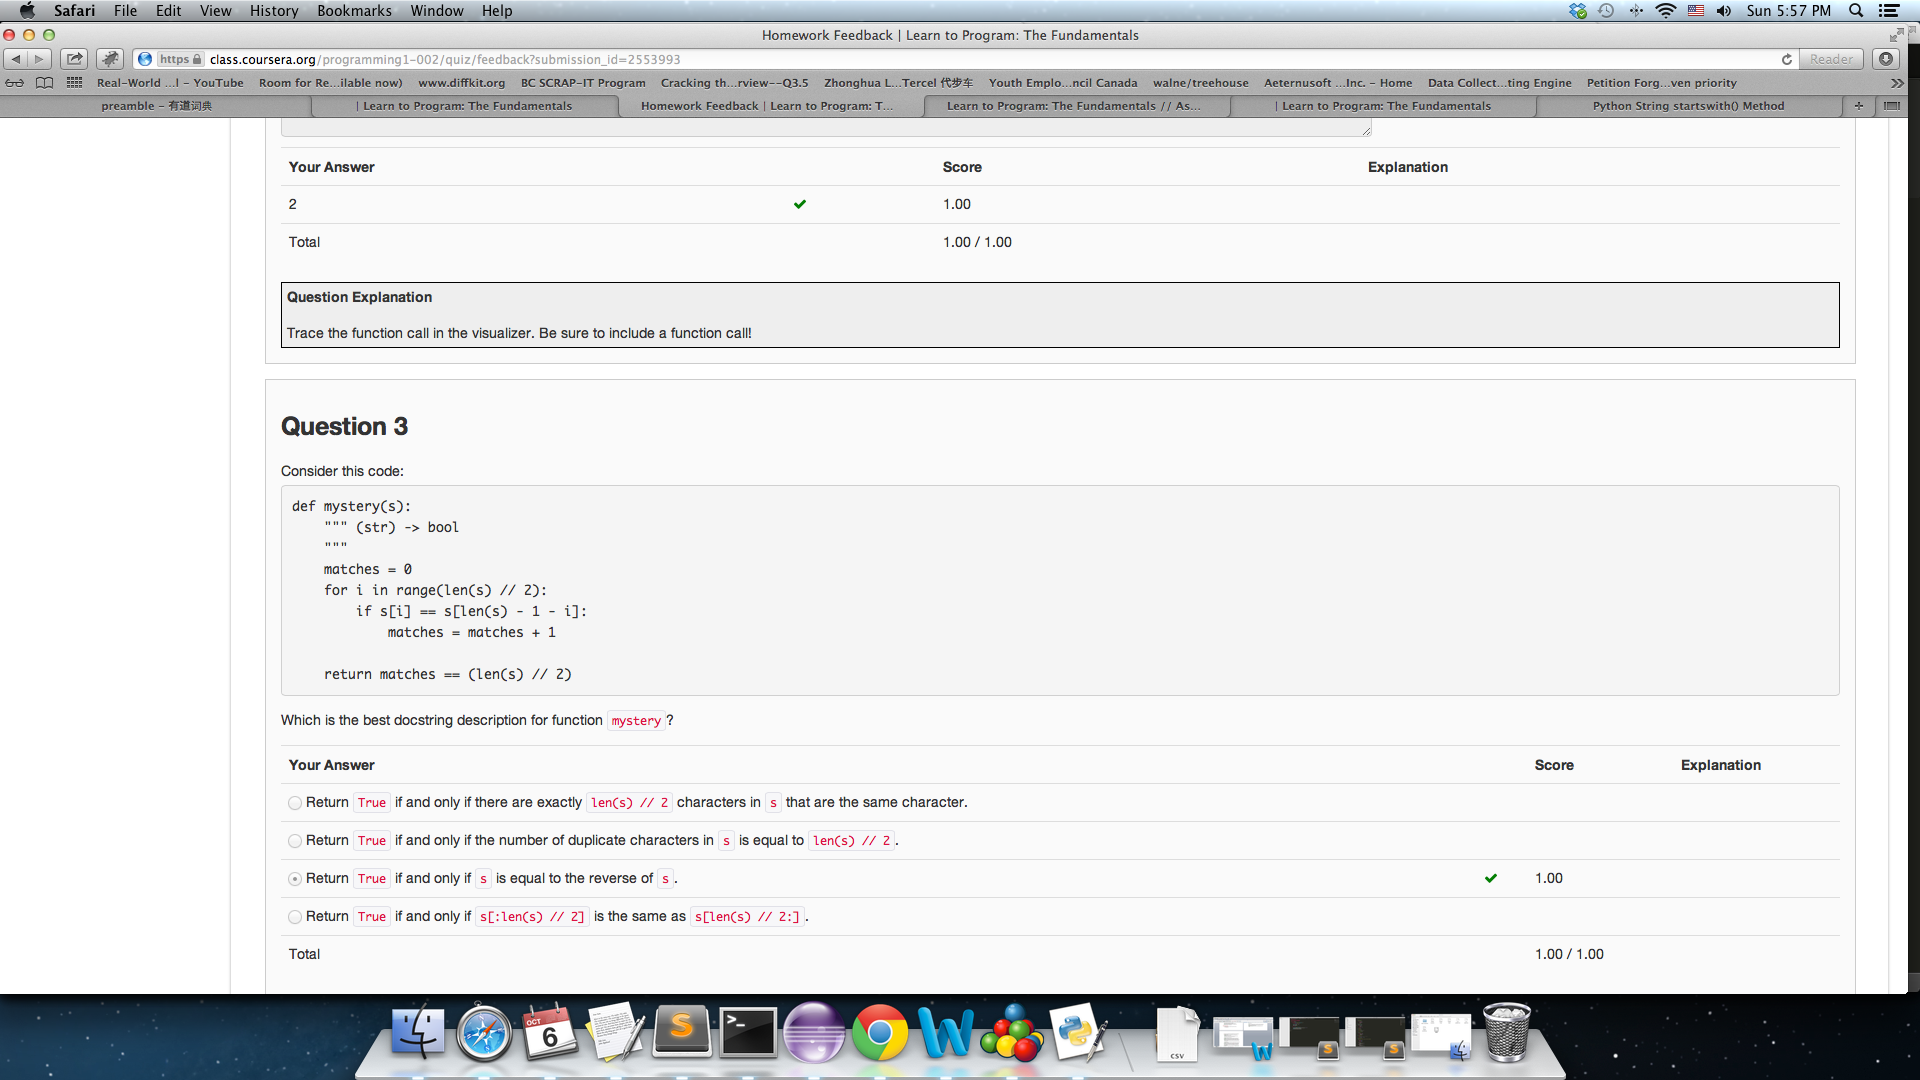 Safari File Edit View History Bookmarks Window Help Sun 5:57 PM
Homework Feedback | Learn to Program: The Fundamentals
https class.coursera.org/programming1-002/quiz/feedback?submission_id=2553993 Reader
Real-World ...l – YouTube Room for Re...ilable now) www.diffkit.org BC SCRAP-IT Program Cracking th...rview--Q3.5 Zhonghua L...Tercel 代步车 Youth Emplo...ncil Canada walne/treehouse Aeternusoft ...Inc. – Home Data Collect...ting Engine Petition Forg...ven priority
preamble – 有道词典 | Learn to Program: The Fundamentals Homework Feedback | Learn to Program: T... Learn to Program: The Fundamentals // As... | Learn to Program: The Fundamentals Python String startswith() Method
Your Answer Score Explanation
2 1.00
Total 1.00 / 1.00
Question Explanation
Trace the function call in the visualizer. Be sure to include a function call!
Question 3
Consider this code:
def mystery(s):
""" (str) -> bool
"""
matches = 0
for i in range(len(s) // 2):
if s[i] == s[len(s) - 1 - i]:
matches = matches + 1
return matches == (len(s) // 2)
Which is the best docstring description for function mystery?
Your Answer Score Explanation
Return True if and only if there are exactly len(s) // 2 characters in s that are the same character.
Return True if and only if the number of duplicate characters in s is equal to len(s) // 2.
Return True if and only if s is equal to the reverse of s. 1.00
Return True if and only if s[:len(s) // 2] is the same as s[len(s) // 2:].
Total 1.00 / 1.00
OCT
6
S
>_
W
CSV
W
S
S